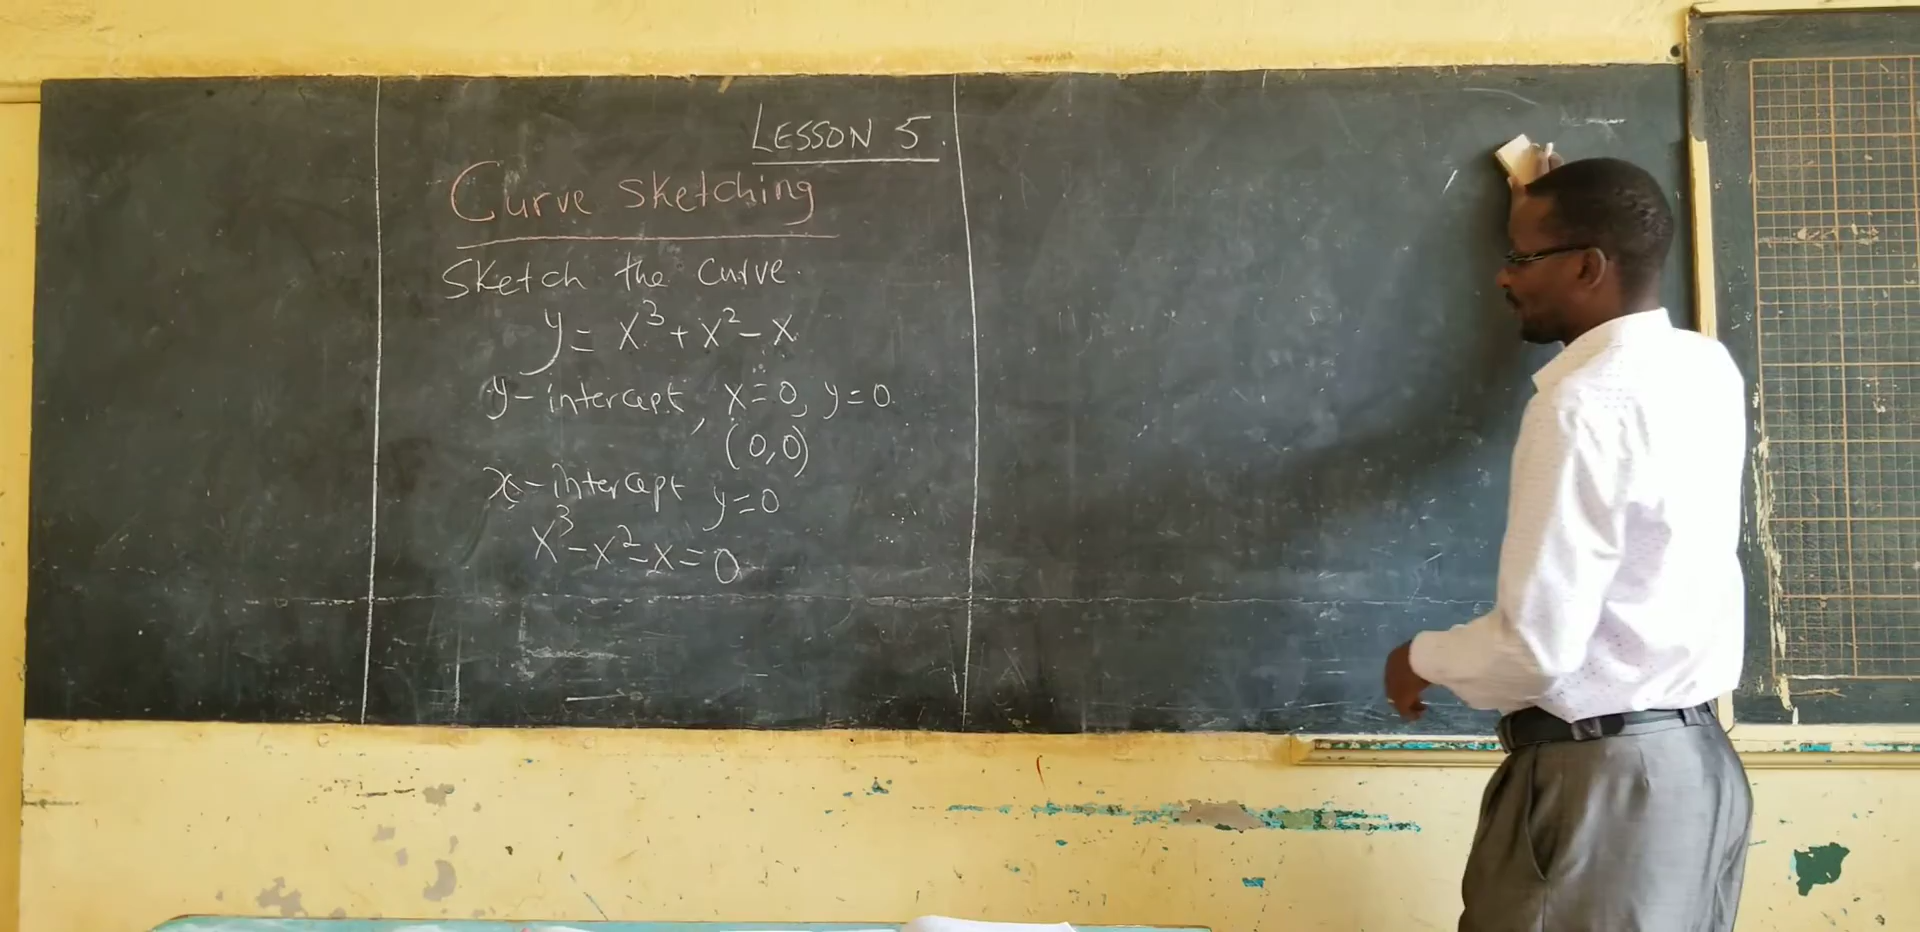 LESSON 5.
Curve sketching
Sketch the curve.
y = x³ + x² - x
y-intercept, x=0, y=0.
(0,0)
x-intercept y=0
x³-x²-x=0